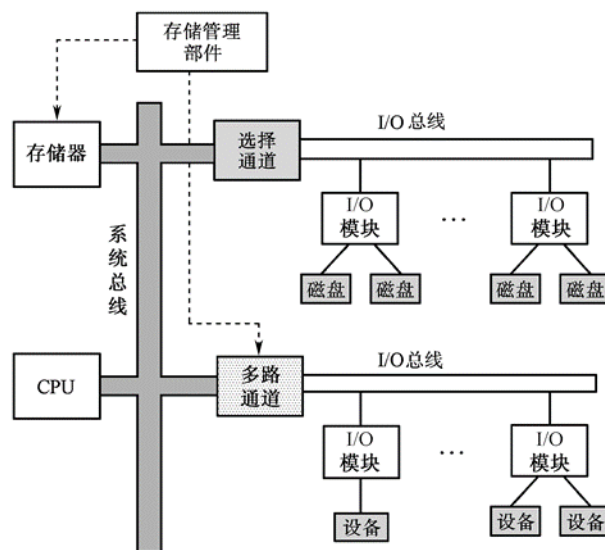 存储管理
部件
存储器
选择
通道
I/O 总线
I/O
模块
…
I/O
模块
磁盘
磁盘
磁盘
磁盘
系统总线
CPU
多路
通道
I/O总线
I/O
模块
…
I/O
模块
设备
设备
设备